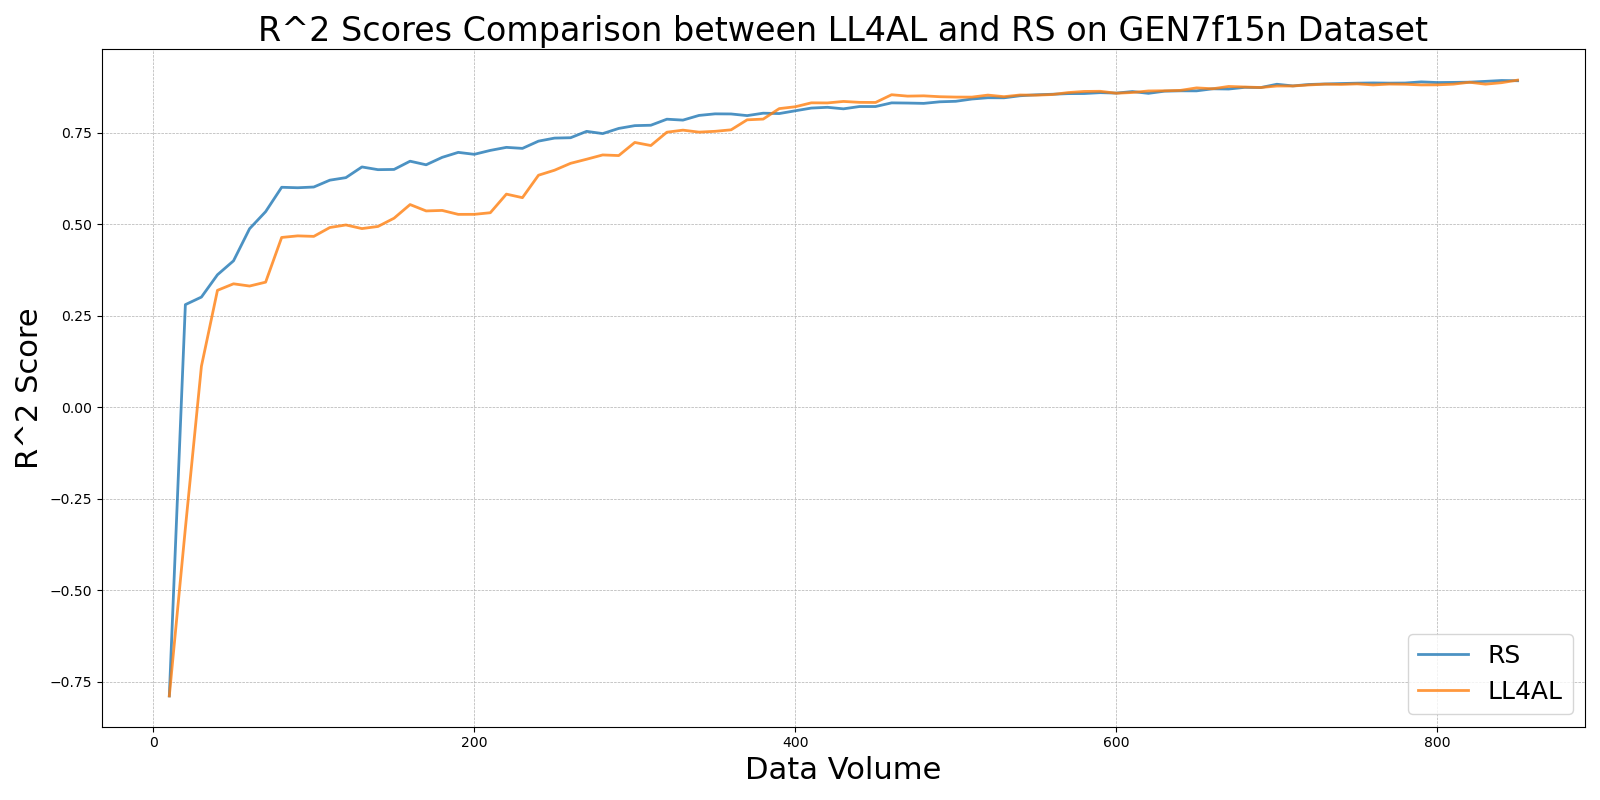 R^2 Scores Comparison between LL4AL and RS on GEN7f15n Dataset
R^2 Score
0.75
0.50
0.25
0.00
−0.25
−0.50
−0.75
0 200 400 600 800
Data Volume
RS
LL4AL